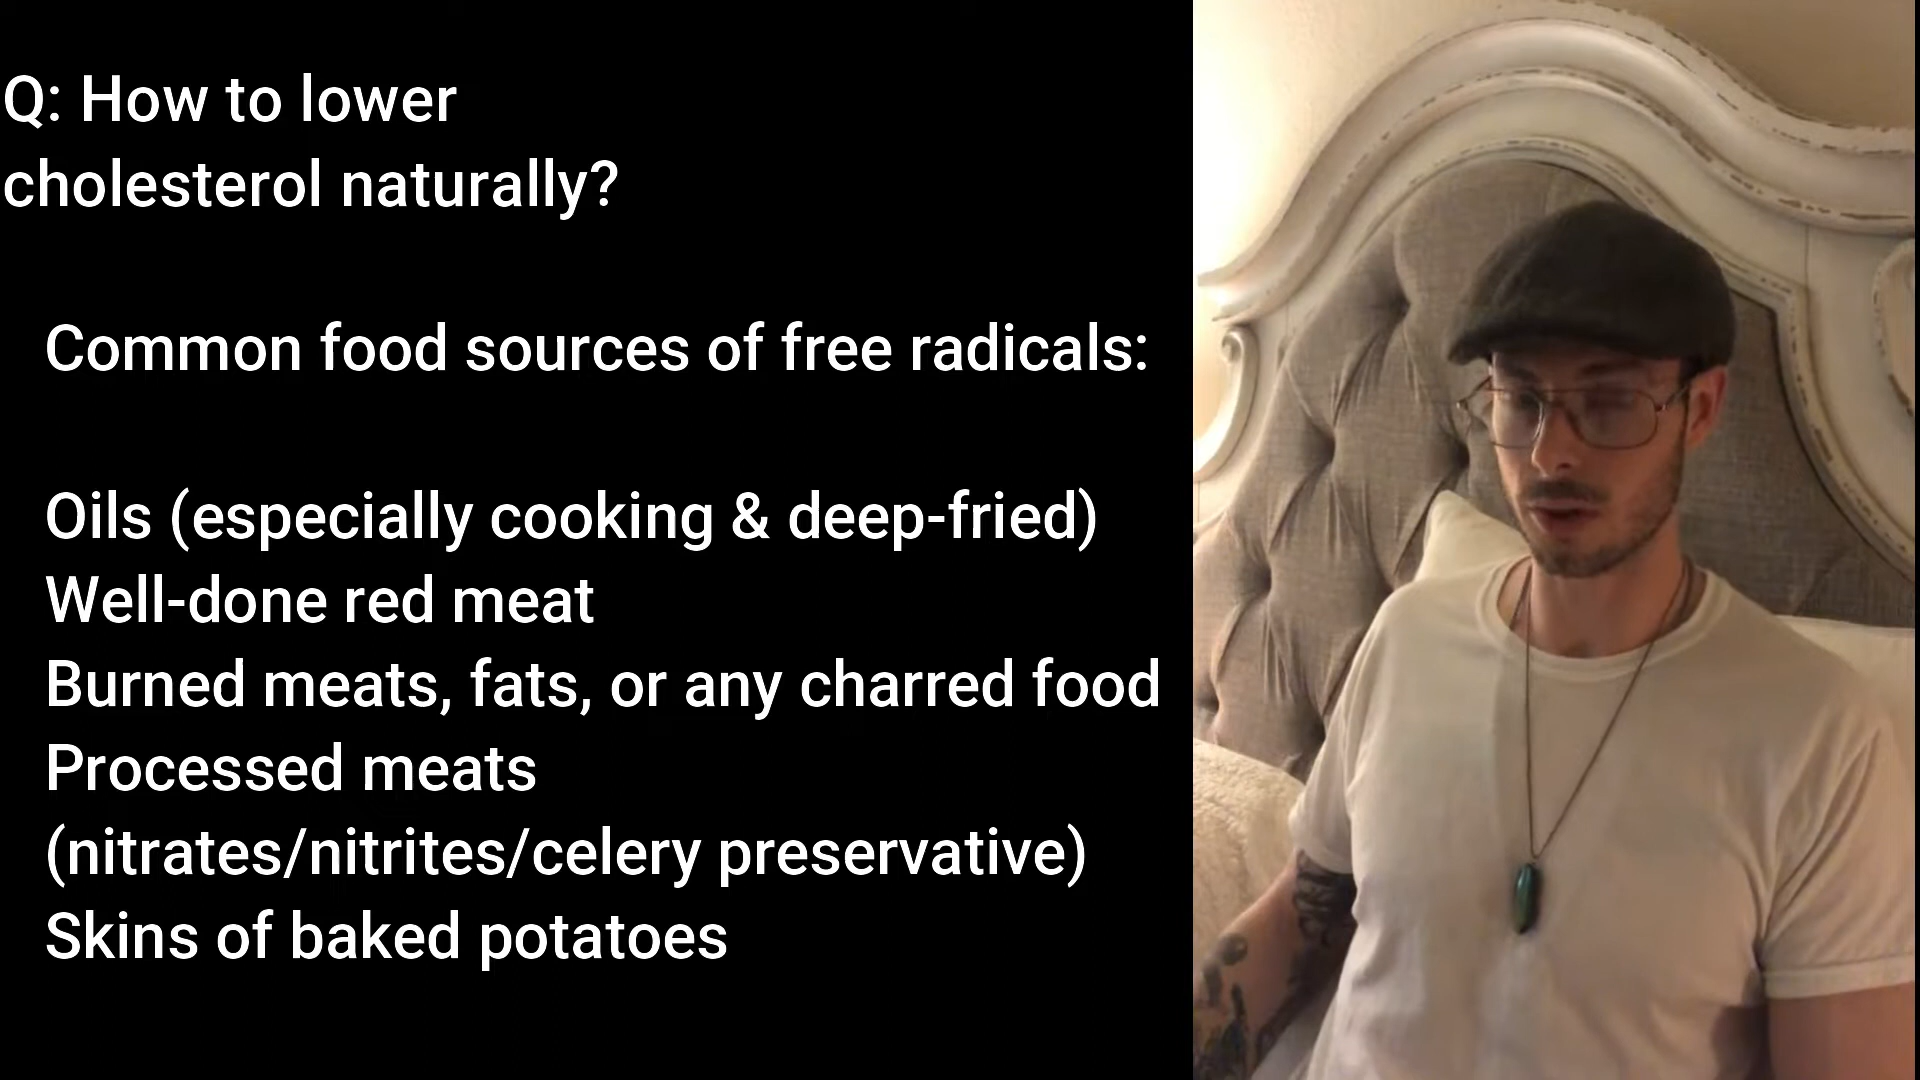 Q: How to lower
cholesterol naturally?
Common food sources of free radicals:
Oils (especially cooking & deep-fried)
Well-done red meat
Burned meats, fats, or any charred food
Processed meats
(nitrates/nitrites/celery preservative)
Skins of baked potatoes